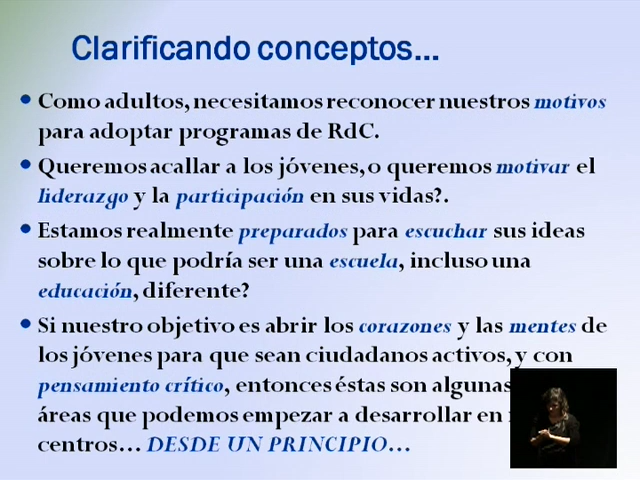 Clarificando conceptos...
• Como adultos, necesitamos reconocer nuestros motivos
para adoptar programas de RdC.
• Queremos acallar a los jóvenes, o queremos motivar el
liderazgo y la participación en sus vidas?.
• Estamos realmente preparados para escuchar sus ideas
sobre lo que podría ser una escuela, incluso una
educación, diferente?
• Si nuestro objetivo es abrir los corazones y las mentes de
los jóvenes para que sean ciudadanos activos, y con
pensamiento crítico, entonces éstas son algunas
áreas que podemos empezar a desarrollar en
centros... DESDE UN PRINCIPIO...